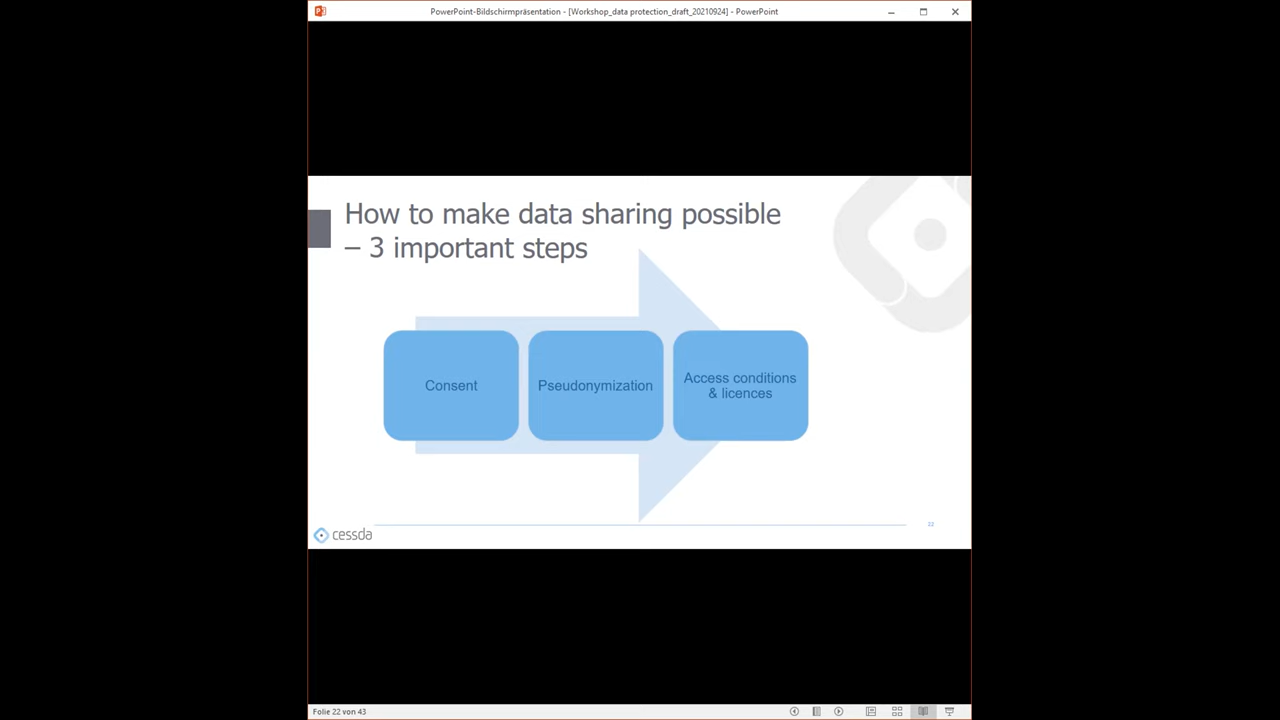 PowerPoint-Bildschirmpräsentation - [Workshop_data protection_draft_20210924] - PowerPoint
How to make data sharing possible
– 3 important steps
Consent
Pseudonymization
Access conditions
& licences
cessda
22
Folie 22 von 43